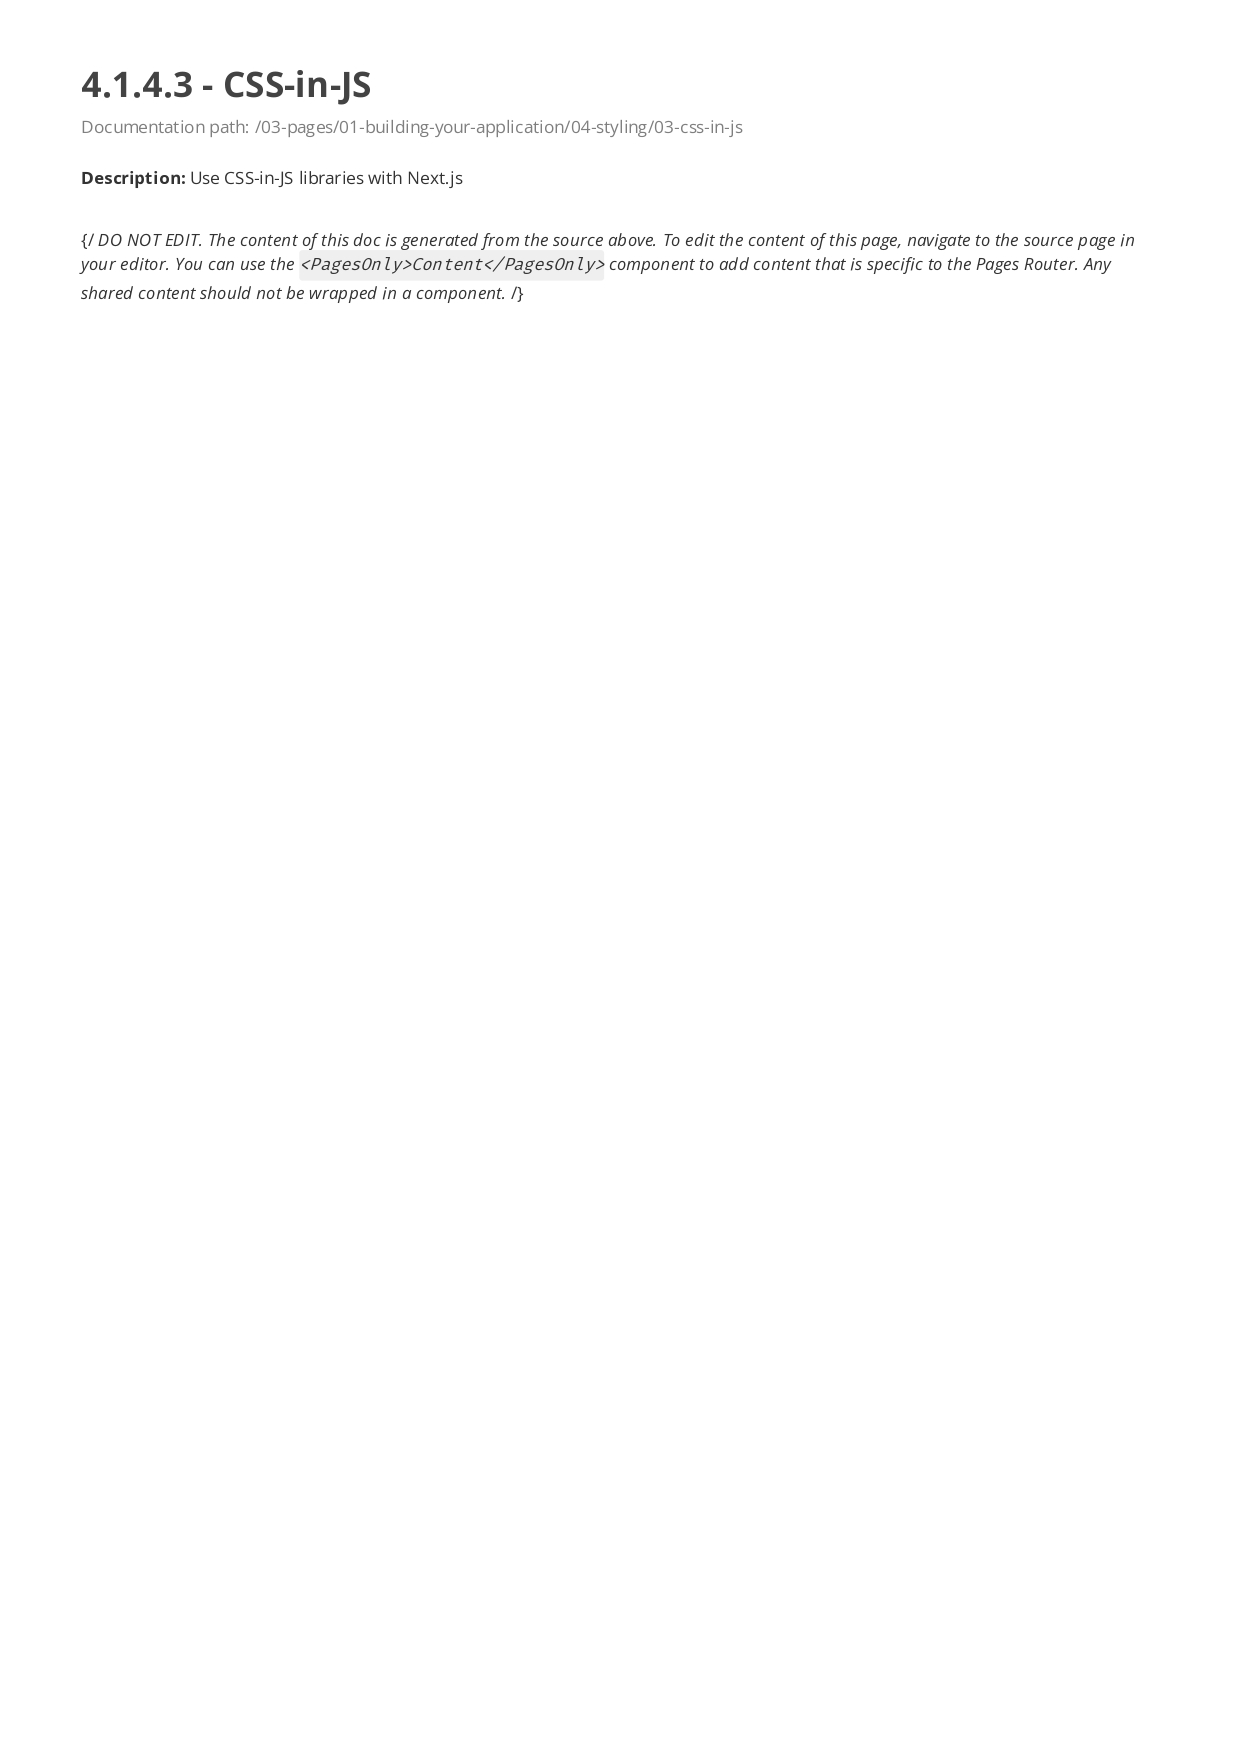 4.1.4.3 - CSS-in-JS
Documentation path: /03-pages/01-building-your-application/04-styling/03-css-in-js
Description: Use CSS-in-JS libraries with Next.js
{/ DO NOT EDIT. The content of this doc is generated from the source above. To edit the content of this page, navigate to the source page in
your editor. You can use the <PagesOnly>Content</PagesOnly> component to add content that is specific to the Pages Router. Any
shared content should not be wrapped in a component. /}